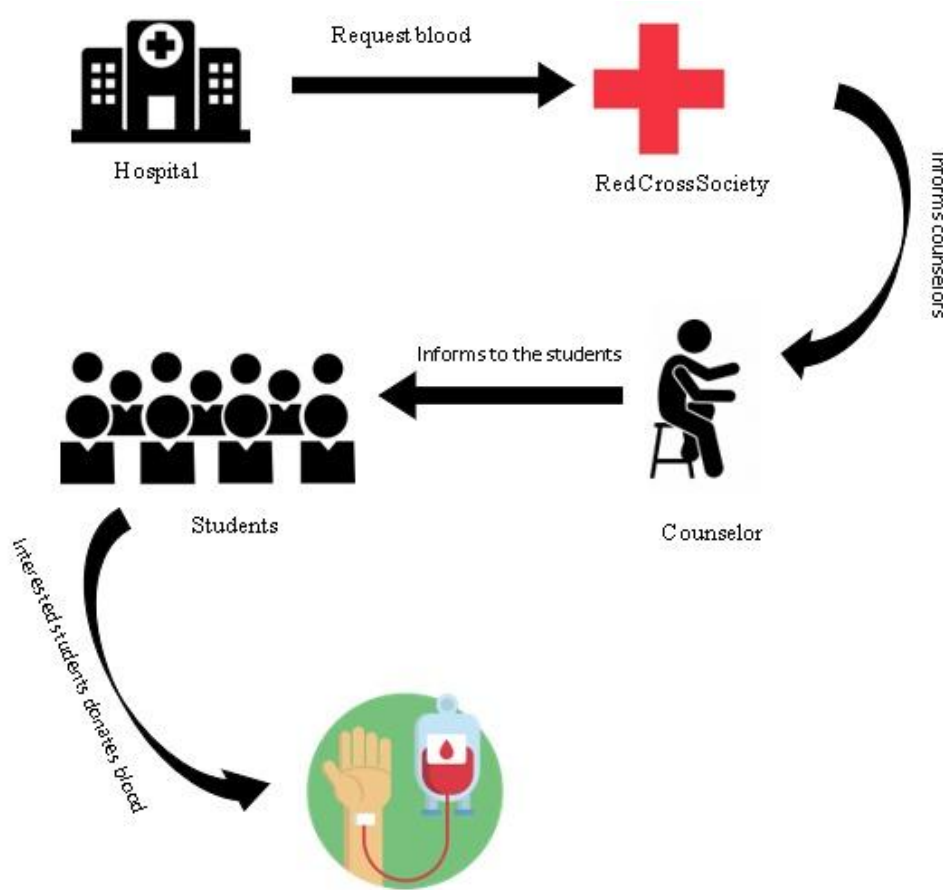 Request blood
Hospital
RedCrossSociety
Informs counselors
Informs to the students
Students
Counselor
Interested students donates blood